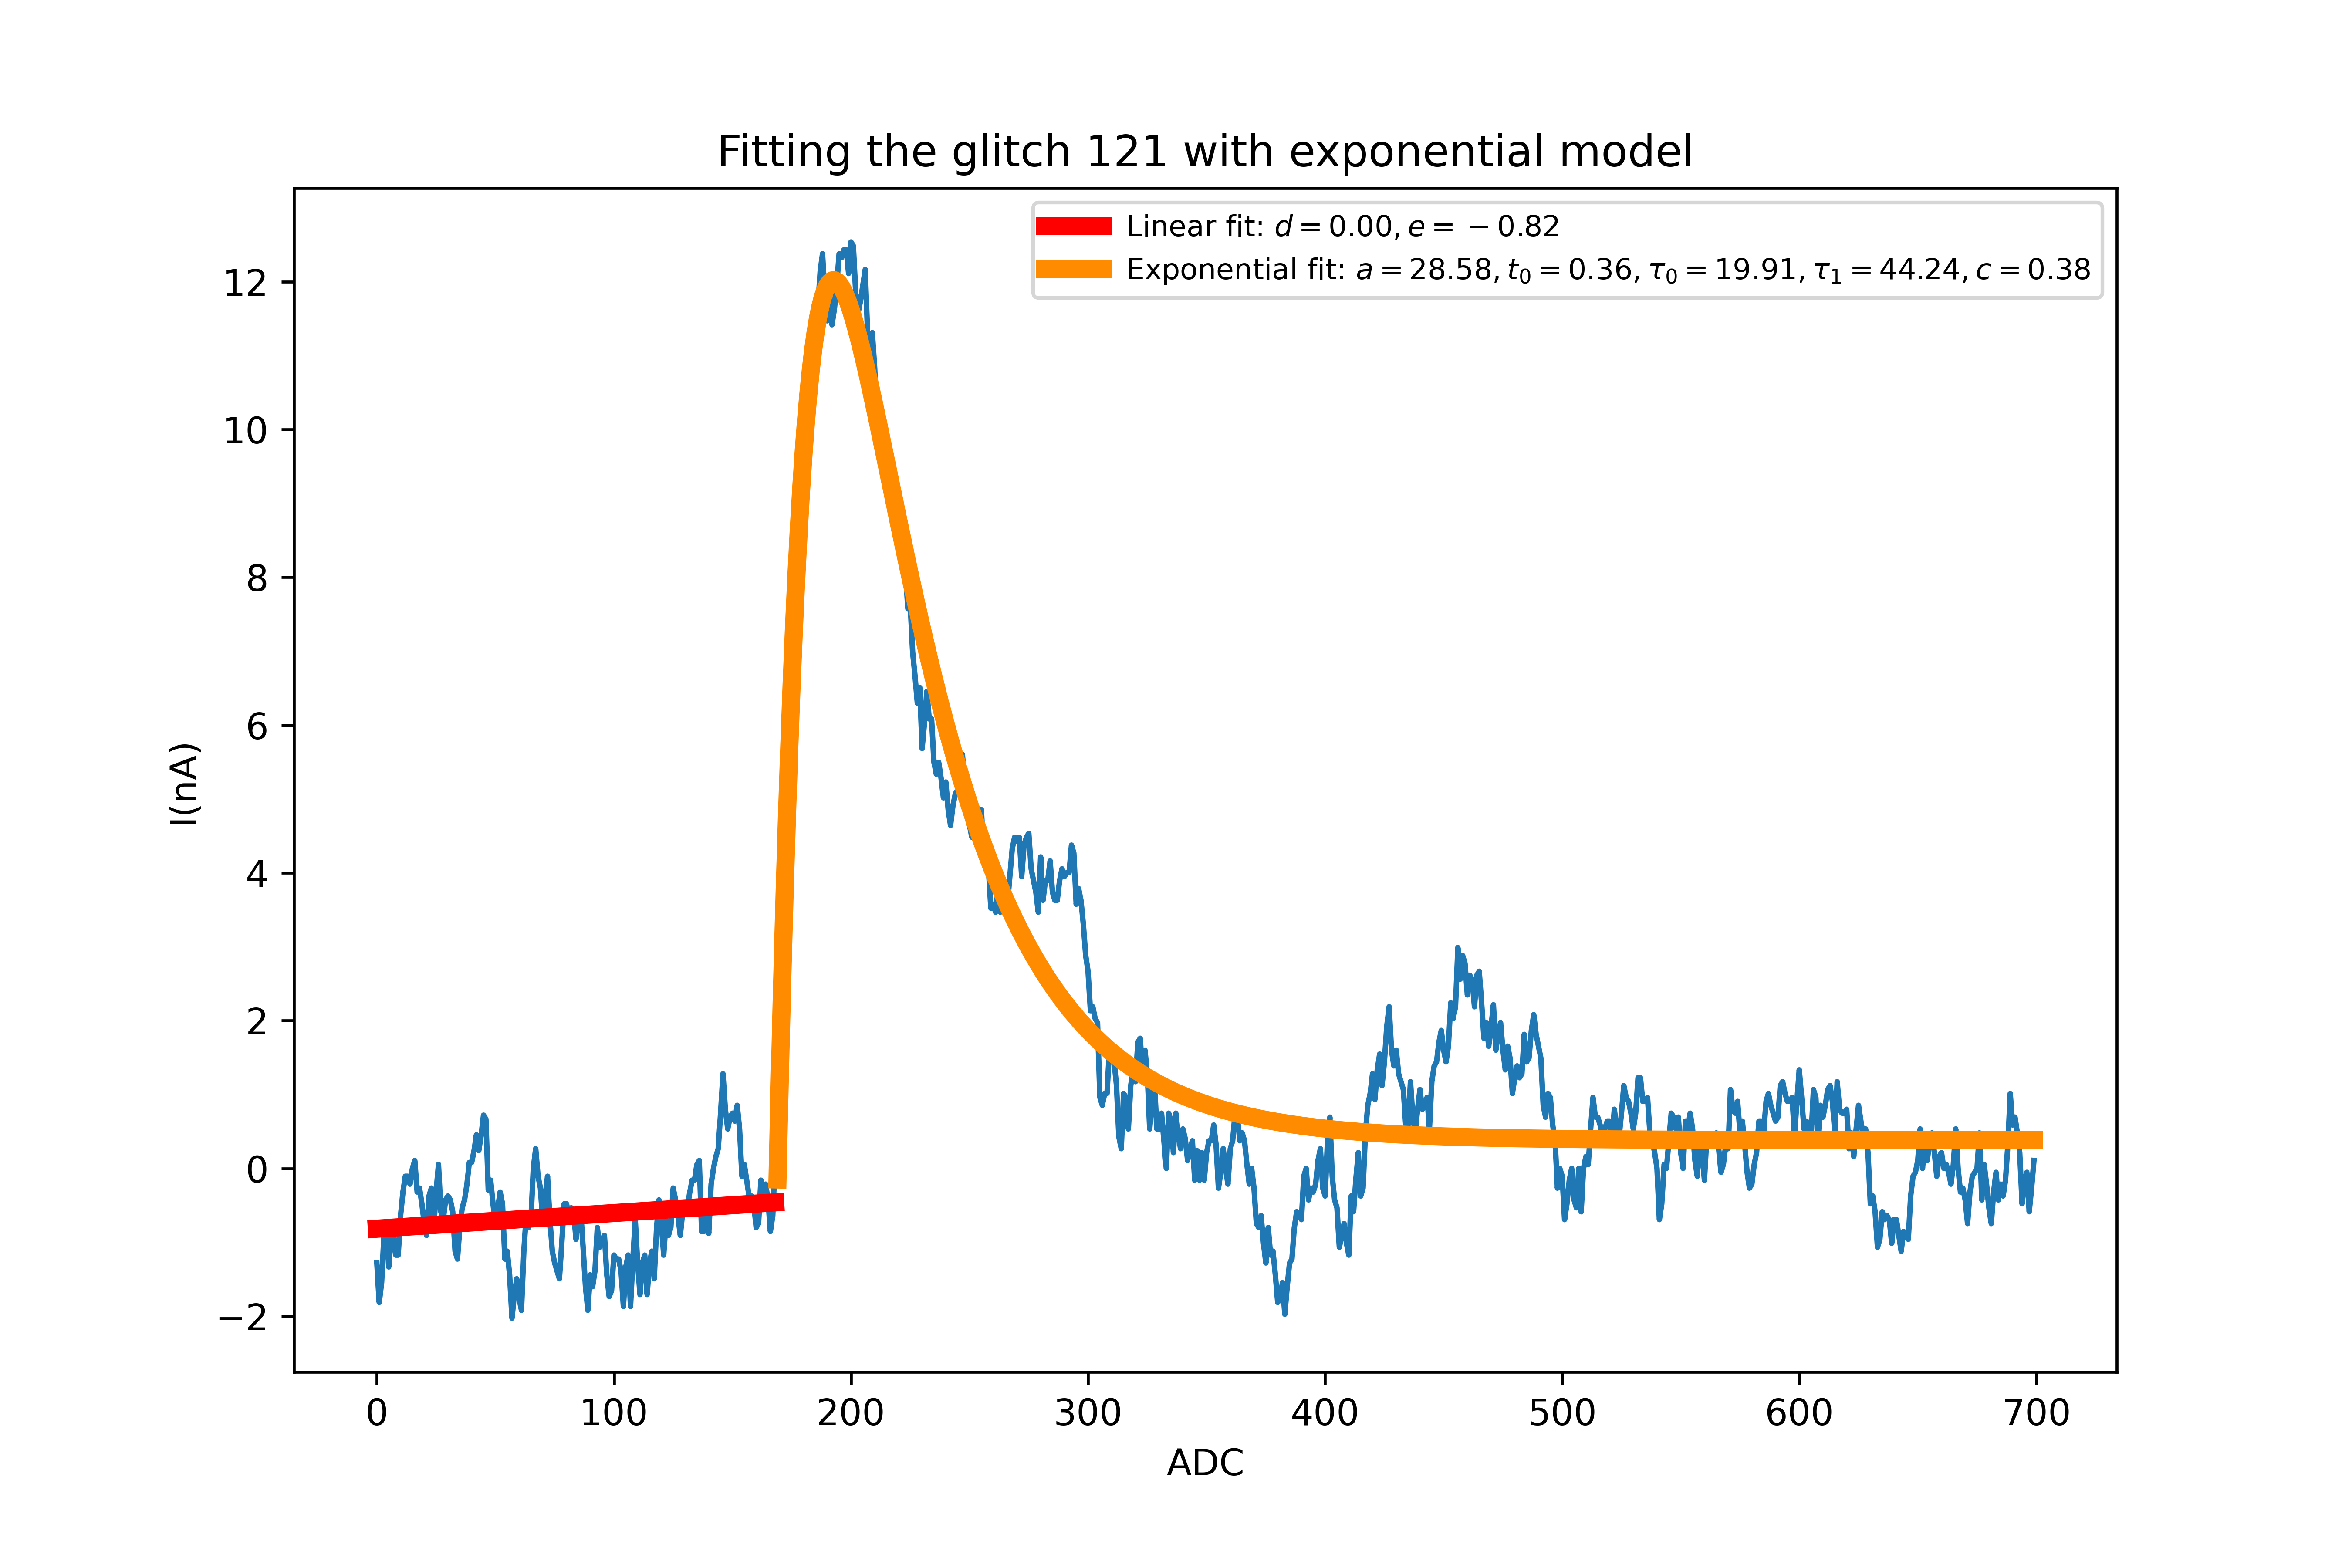 Fitting the glitch 121 with exponential model
Linear fit: d = 0.00, e = − 0.82
Exponential fit: a = 28.58, t₀ = 0.36, τ₀ = 19.91, τ₁ = 44.24, c = 0.38
12
10
8
6
4
2
0
−2
I(nA)
0 100 200 300 400 500 600 700
ADC